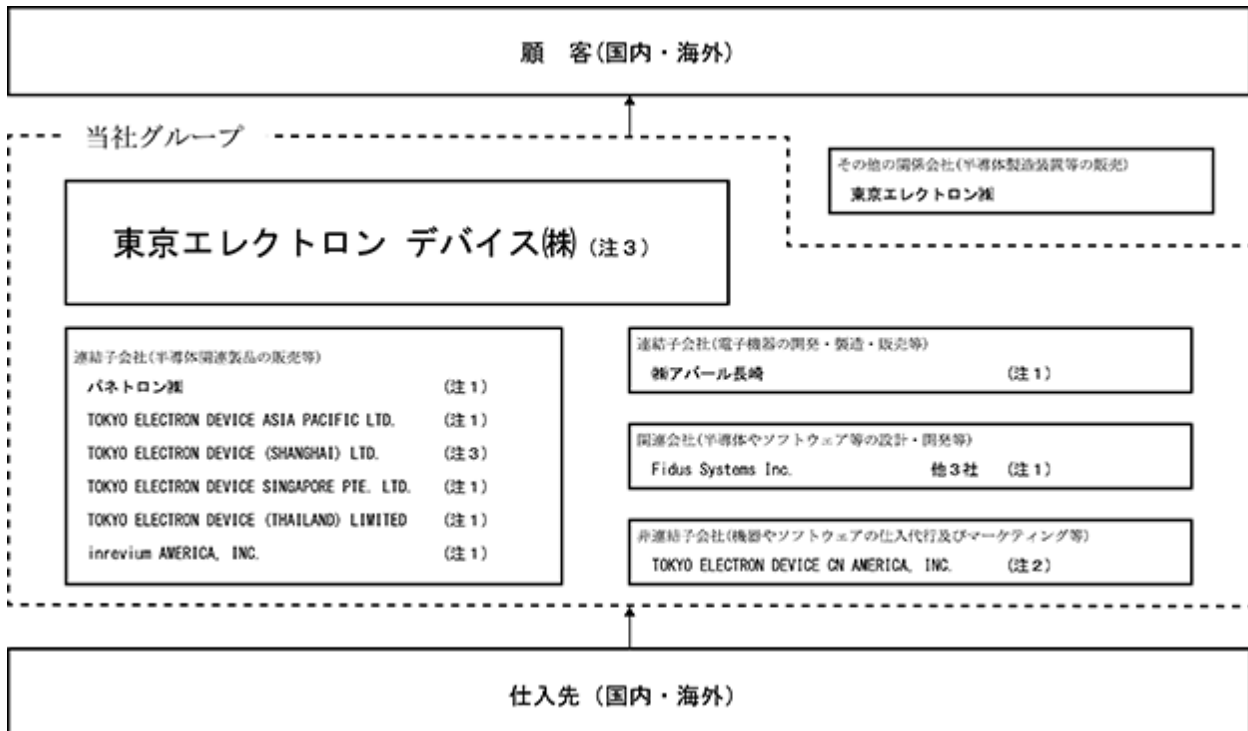 顧　客(国内・海外)
当社グループ
その他の関係会社(半導体製造装置等の販売)
東京エレクトロン㈱
東京エレクトロン デバイス㈱ (注３)
連結子会社(半導体関連製品の販売等)
パネトロン㈱ (注１)
TOKYO ELECTRON DEVICE ASIA PACIFIC LTD. (注１)
TOKYO ELECTRON DEVICE (SHANGHAI) LTD. (注３)
TOKYO ELECTRON DEVICE SINGAPORE PTE. LTD. (注１)
TOKYO ELECTRON DEVICE (THAILAND) LIMITED (注１)
inrevium AMERICA, INC. (注１)
連結子会社(電子機器の開発・製造・販売等)
㈱アバール長崎 (注１)
関連会社(半導体やソフトウェア等の設計・開発等)
Fidus Systems Inc. 他３社 (注１)
非連結子会社(機器やソフトウェアの仕入代行及びマーケティング等)
TOKYO ELECTRON DEVICE CN AMERICA, INC. (注２)
仕入先 (国内・海外)